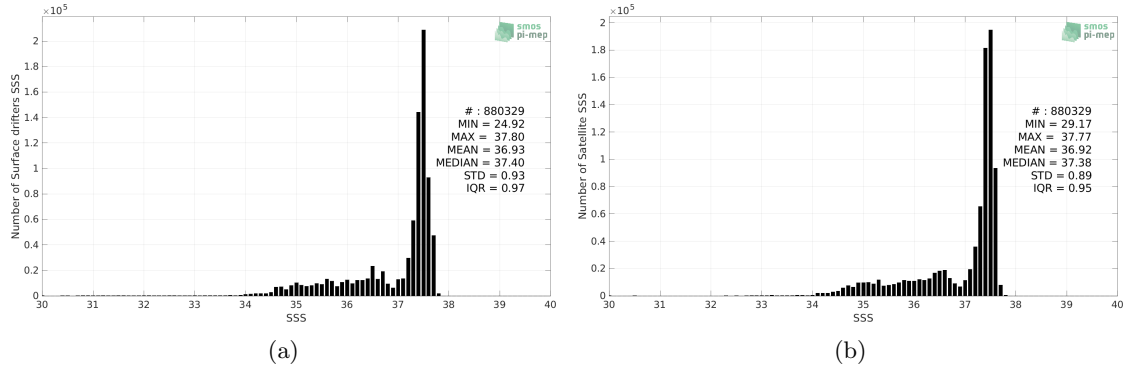 ×10⁵
2
1.8
1.6
1.4
1.2
1
0.8
0.6
0.4
0.2
0
Number of Surface drifters SSS
30 31 32 33 34 35 36 37 38 39 40
SSS
smos
pi-mep
# : 880329
MIN = 24.92
MAX = 37.80
MEAN = 36.93
MEDIAN = 37.40
STD = 0.93
IQR = 0.97
(a)
×10⁵
2
1.8
1.6
1.4
1.2
1
0.8
0.6
0.4
0.2
0
Number of Satellite SSS
30 31 32 33 34 35 36 37 38 39 40
SSS
smos
pi-mep
# : 880329
MIN = 29.17
MAX = 37.77
MEAN = 36.92
MEDIAN = 37.38
STD = 0.89
IQR = 0.95
(b)